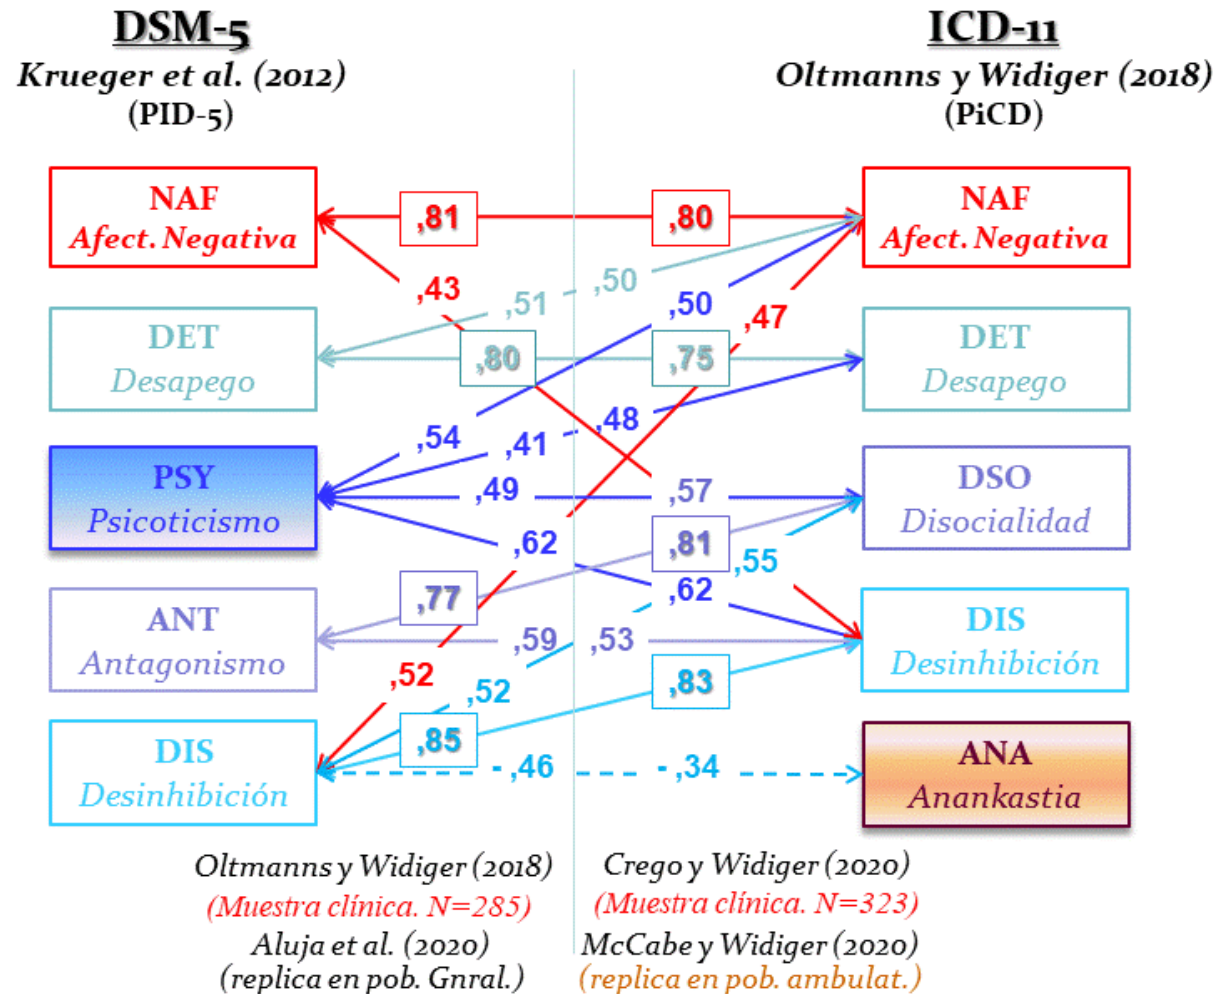 DSM-5
Krueger et al. (2012)
(PID-5)
ICD-11
Oltmanns y Widiger (2018)
(PiCD)
NAF
Afect. Negativa
,81
,80
NAF
Afect. Negativa
,43
,51
,50
,50
,47
DET
Desapego
,80
,75
DET
Desapego
,54
,41
,48
PSY
Psicoticismo
,49
,57
DSO
Disocialidad
,62
,81
,55
ANT
Antagonismo
,77
,62
,59
,53
DIS
Desinhibición
,52
,52
,83
DIS
Desinhibición
,85
- ,46
- ,34
ANA
Anankastia
Oltmanns y Widiger (2018)
(Muestra clínica. N=285)
Aluja et al. (2020)
(replica en pob. Gnral.)
Crego y Widiger (2020)
(Muestra clínica. N=323)
McCabe y Widiger (2020)
(replica en pob. ambulat.)